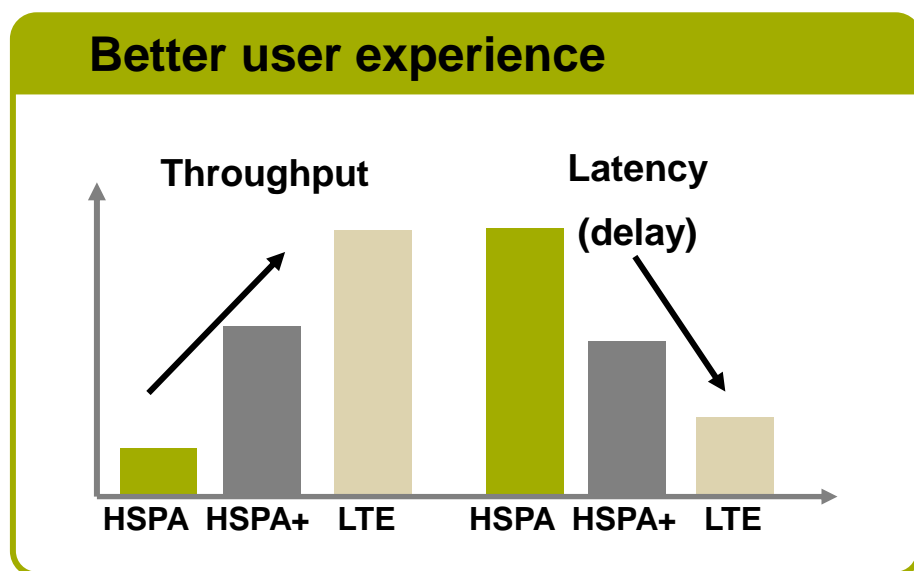 Better user experience
Throughput
Latency
(delay)
HSPA HSPA+ LTE
HSPA HSPA+ LTE